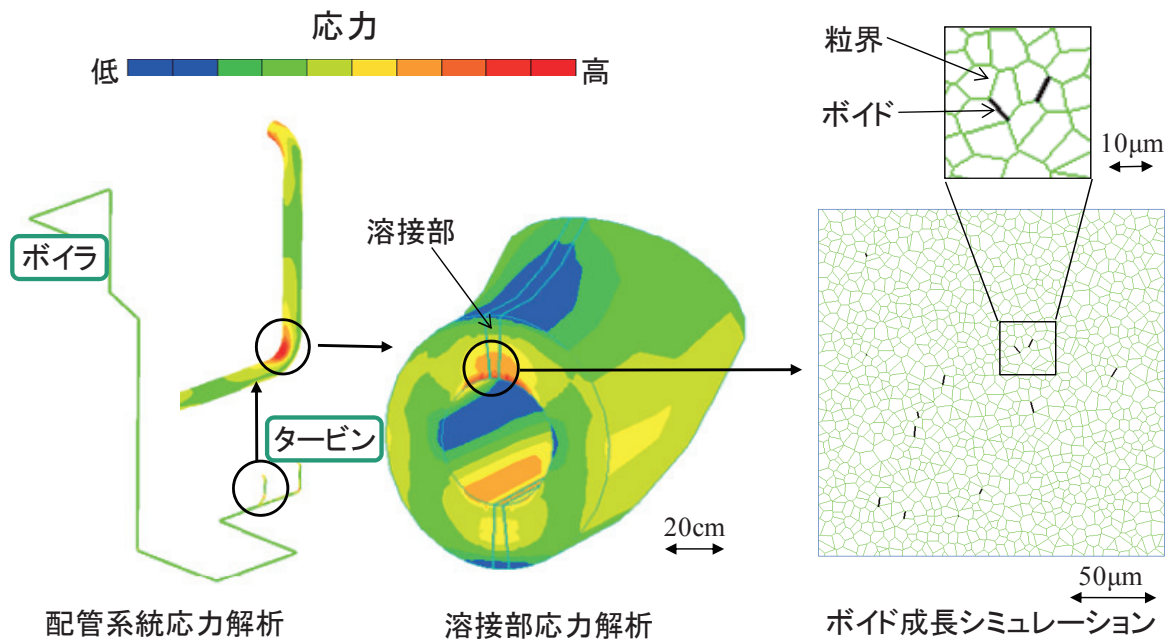 応力
低
高
ボイラ
タービン
配管系統応力解析
溶接部
20cm
溶接部応力解析
粒界
ボイド
10μm
50μm
ボイド成長シミュレーション